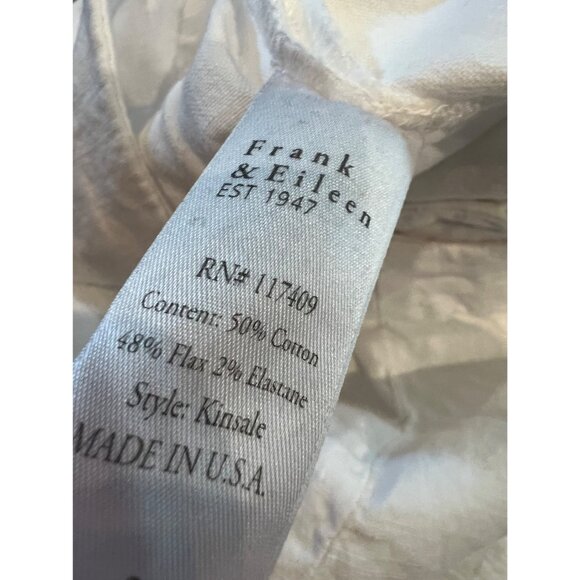 Frank
& Eileen
EST 1947
RN# 117409
Content: 50% Cotton
48% Flax 2% Elastane
Style: Kinsale
MADE IN U.S.A.